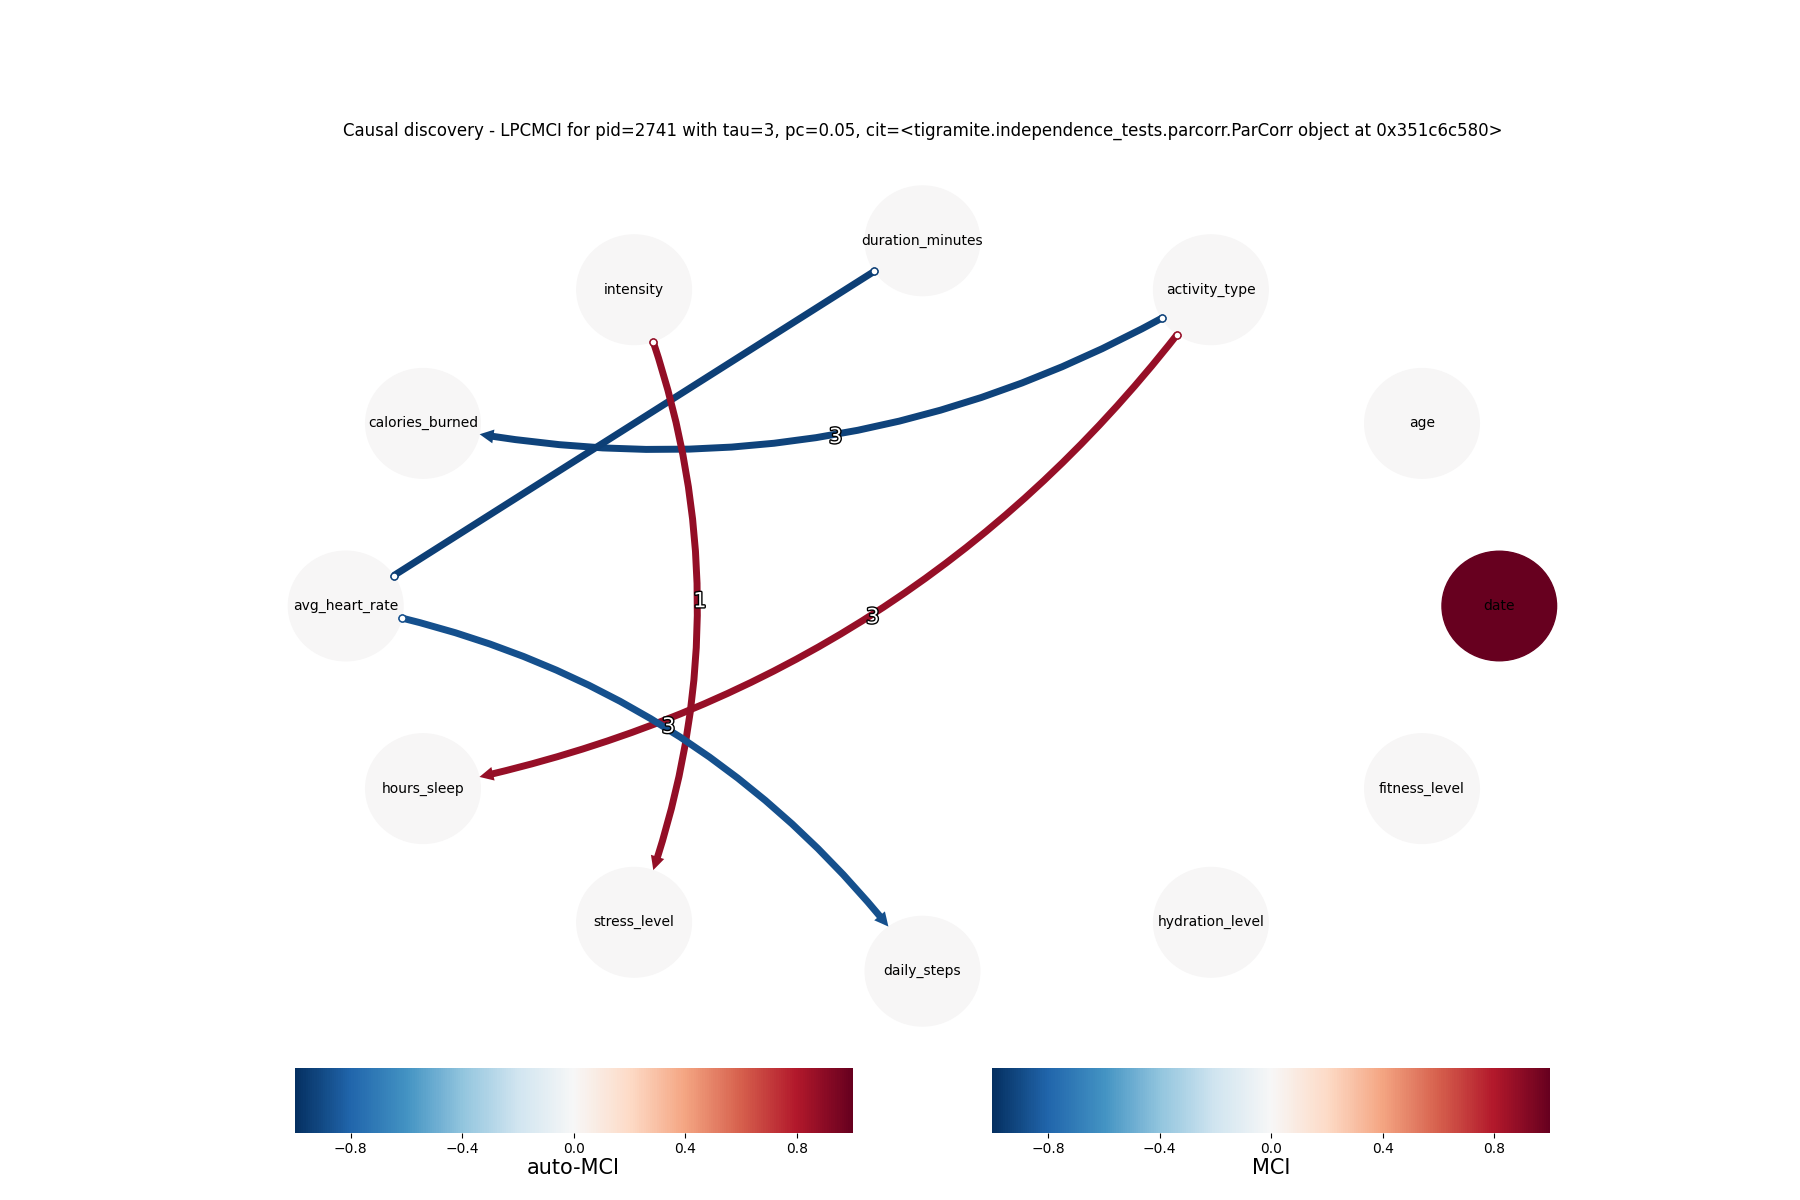 Causal discovery - LPCMCI for pid=2741 with tau=3, pc=0.05, cit=<tigramite.independence_tests.parcorr.ParCorr object at 0x351c6c580>
duration_minutes
intensity
activity_type
calories_burned
age
3
avg_heart_rate
1
3
date
3
hours_sleep
fitness_level
stress_level
hydration_level
daily_steps
−0.8 −0.4 0.0 0.4 0.8
auto-MCI
−0.8 −0.4 0.0 0.4 0.8
MCI